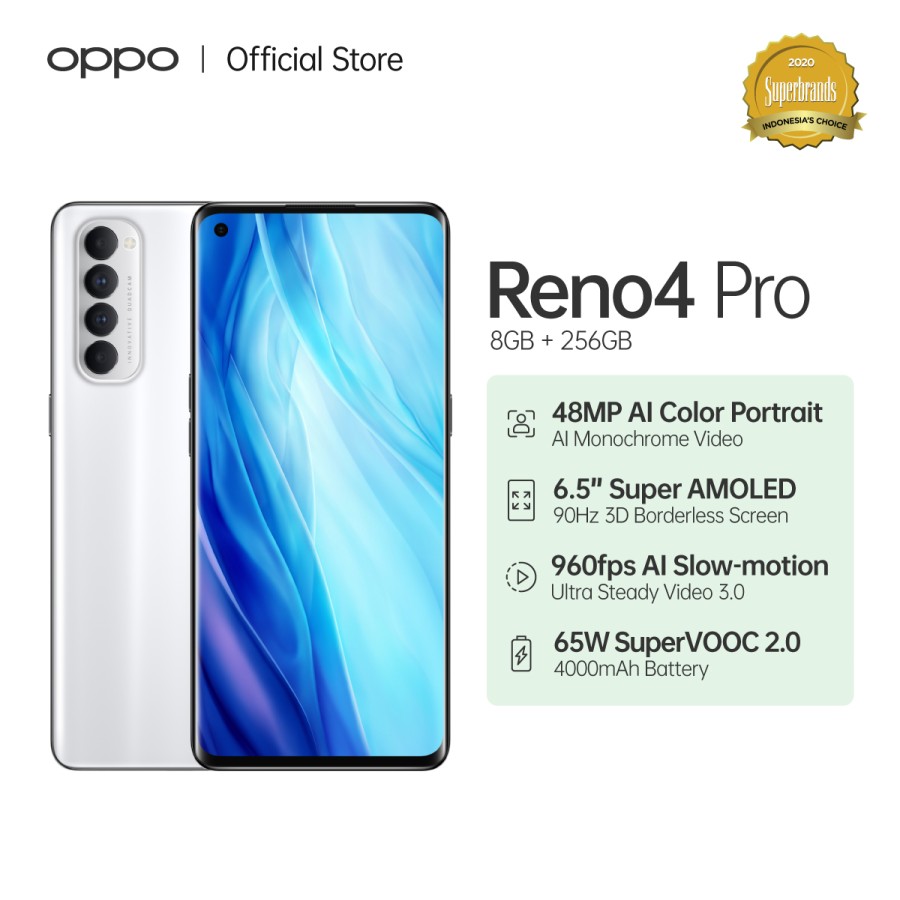 oppo | Official Store
2020
Superbrands
INDONESIA'S CHOICE
INNOVATIVE QUADCAM
Reno4 Pro
8GB + 256GB
48MP AI Color Portrait
AI Monochrome Video
6.5" Super AMOLED
90Hz 3D Borderless Screen
960fps AI Slow-motion
Ultra Steady Video 3.0
65W SuperVOOC 2.0
4000mAh Battery